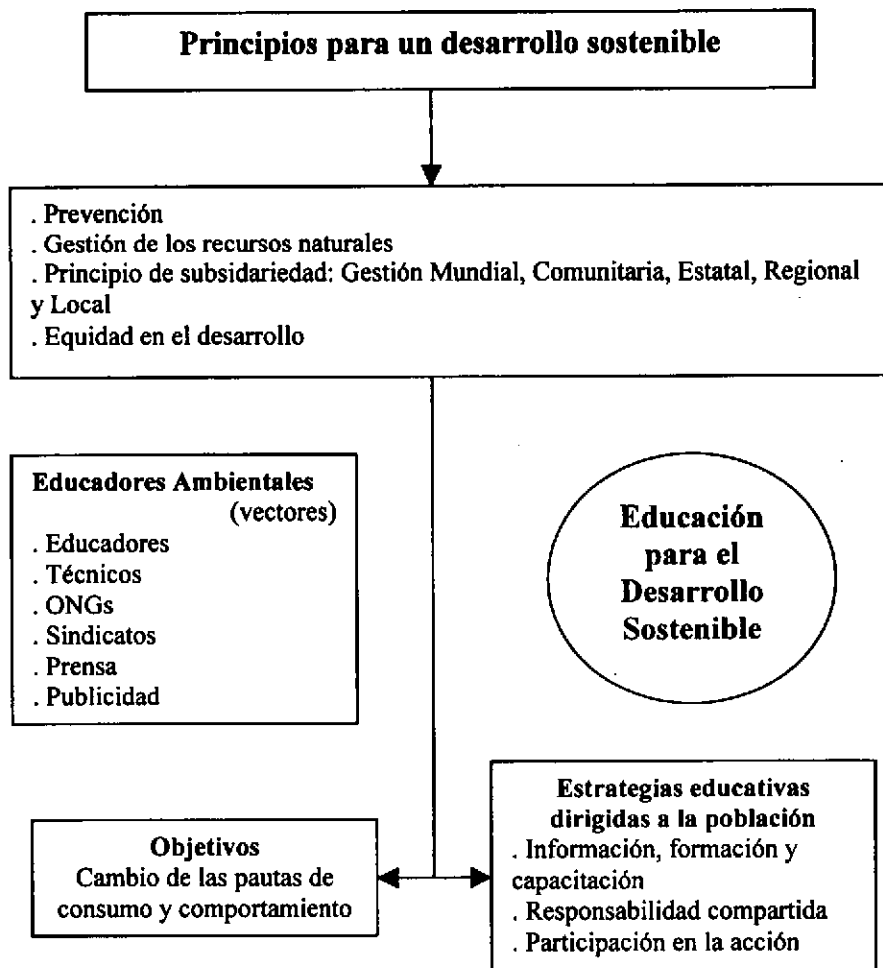 Principios para un desarrollo sostenible
. Prevención
. Gestión de los recursos naturales
. Principio de subsidariedad: Gestión Mundial, Comunitaria, Estatal, Regional
y Local
. Equidad en el desarrollo
Educadores Ambientales
(vectores)
. Educadores
. Técnicos
. ONGs
. Sindicatos
. Prensa
. Publicidad
Educación
para el
Desarrollo
Sostenible
Objetivos
Cambio de las pautas de
consumo y comportamiento
Estrategias educativas
dirigidas a la población
. Información, formación y
capacitación
. Responsabilidad compartida
. Participación en la acción